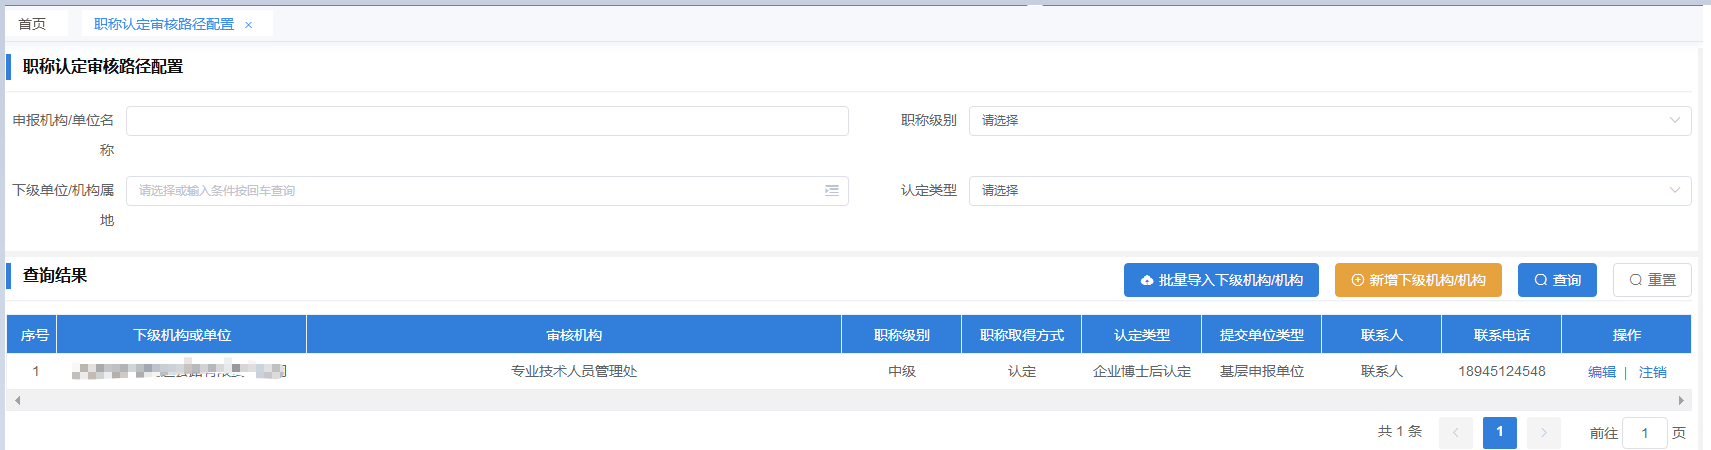 首页
职称认定审核路径配置 ×
职称认定审核路径配置
申报机构/单位名称
职称级别
请选择
下级单位/机构属地
请选择或输入条件按回车查询
认定类型
请选择
查询结果
批量导入下级机构/机构
新增下级机构/机构
查询
重置
序号 下级机构或单位 审核机构 职称级别 职称取得方式 认定类型 提交单位类型 联系人 联系电话 操作
1 专业技术人员管理处 中级 认定 企业博士后认定 基层申报单位 联系人 18945124548 编辑 | 注销
共 1 条 < 1 > 前往 1 页